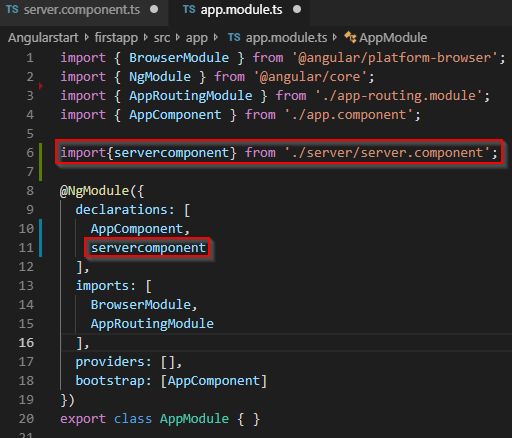 TS server.component.ts TS app.module.ts
Angularstart > firstapp > src > app > TS app.module.ts > AppModule
1 import { BrowserModule } from '@angular/platform-browser';
2 import { NgModule } from '@angular/core';
3 import { AppRoutingModule } from './app-routing.module';
4 import { AppComponent } from './app.component';
5
6 import{servercomponent} from './server/server.component';
7
8 @NgModule({
9 declarations: [
10 AppComponent,
11 servercomponent
12 ],
13 imports: [
14 BrowserModule,
15 AppRoutingModule
16 ],
17 providers: [],
18 bootstrap: [AppComponent]
19 })
20 export class AppModule { }
21